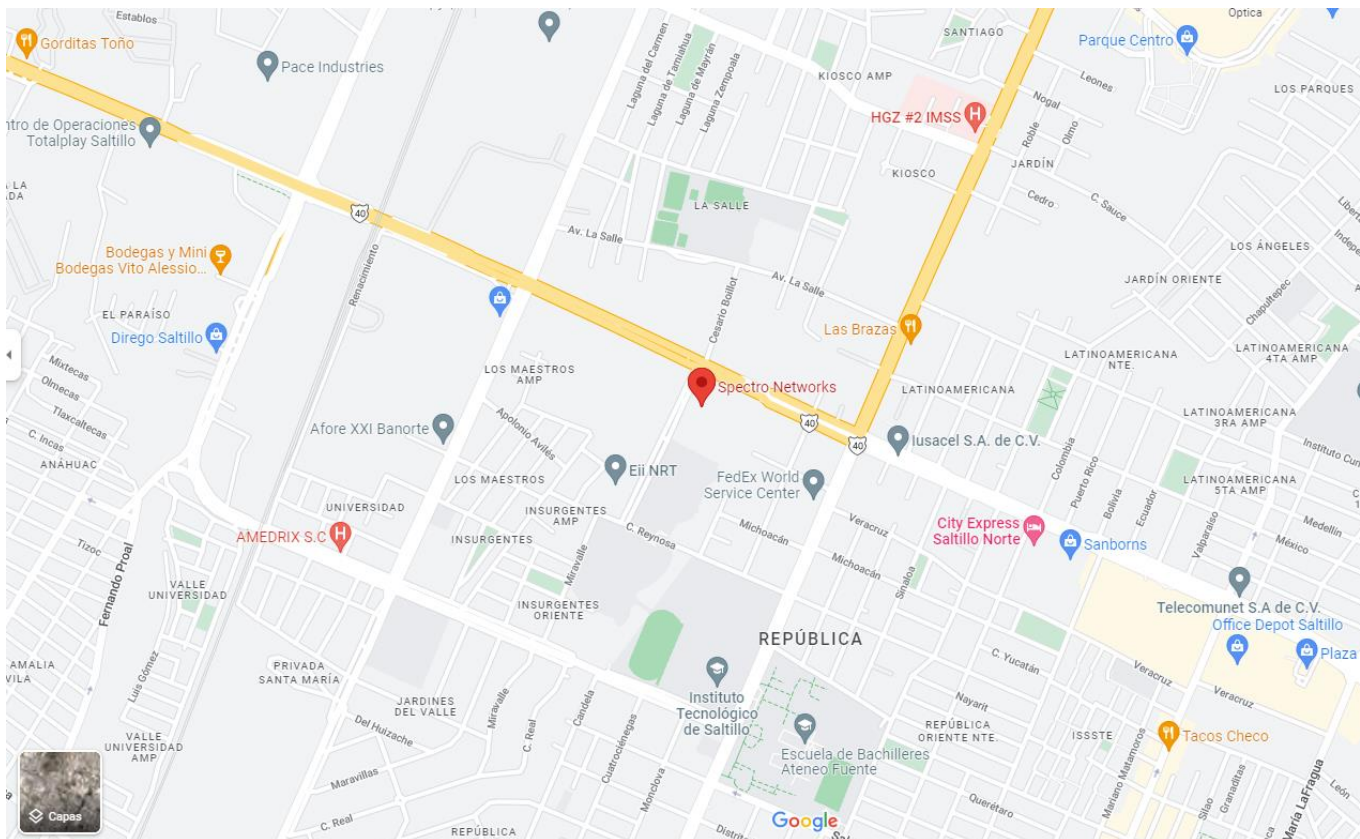 Establos
Optica
Gorditas Toño
Pace Industries
SANTIAGO
Parque Centro
Laguna del Carmen
Laguna de Tamiahua
Laguna de Mayrán
Laguna Zempoala
KIOSCO AMP
Leones
LOS PARQUES
Nogal
HGZ #2 IMSS
Roble
Olmo
ntro de Operaciones
Totalplay Saltillo
JARDÍN
KIOSCO
Cedro
C. Sauce
LA SALLE
40
Av. La Salle
LOS ÁNGELES
Bodegas y Mini
Bodegas Vito Alessio...
Renacimiento
Av. La Salle
JARDÍN ORIENTE
Chapultepec
EL PARAÍSO
Cesario Boillot
Dirego Saltillo
Las Brazas
LATINOAMERICANA
NTE.
LATINOAMERICANA
4TA AMP
Mixtecas
Olmecas
Tlaxcaltecas
C. Incas
ANÁHUAC
LOS MAESTROS
AMP
Spectro Networks
LATINOAMERICANA
LATINOAMERICANA
3RA AMP
Apolonio Avilés
Afore XXI Banorte
40
40
Iusacel S.A. de C.V.
Colombia
Puerto Rico
Bolivia
Ecuador
Valparaíso
Instituto Cum
Eii NRT
LOS MAESTROS
FedEx World
Service Center
LATINOAMERICANA
5TA AMP
Medellin
México
UNIVERSIDAD
INSURGENTES
AMP
C. Reynosa
Michoacán
Veracruz
City Express
Saltillo Norte
Sanborns
AMEDRIX S.C
INSURGENTES
Miravalle
Michoacán
Sinaloa
Tizoc
Fernando Proal
VALLE
UNIVERSIDAD
INSURGENTES
ORIENTE
Telecomunet S.A de C.V.
Office Depot Saltillo
Plaza
REPÚBLICA
C. Yucatán
Veracruz
Veracruz
AMALIA
VILA
Luis Gómez
PRIVADA
SANTA MARÍA
JARDINES
DEL VALLE
Miravalle
C. Real
Candela
Cuatrociénegas
Monclova
Instituto
Tecnológico
de Saltillo
Nayarit
REPÚBLICA
ORIENTE NTE.
ISSSTE
Tacos Checo
Del Huizache
VALLE
UNIVERSIDAD
AMP
Escuela de Bachilleres
Ateneo Fuente
Mariano Matamoros
Maravillas
Querétaro
Silao
Granaditas
León
María LaFragua
Capas
C. Real
REPÚBLICA
Google